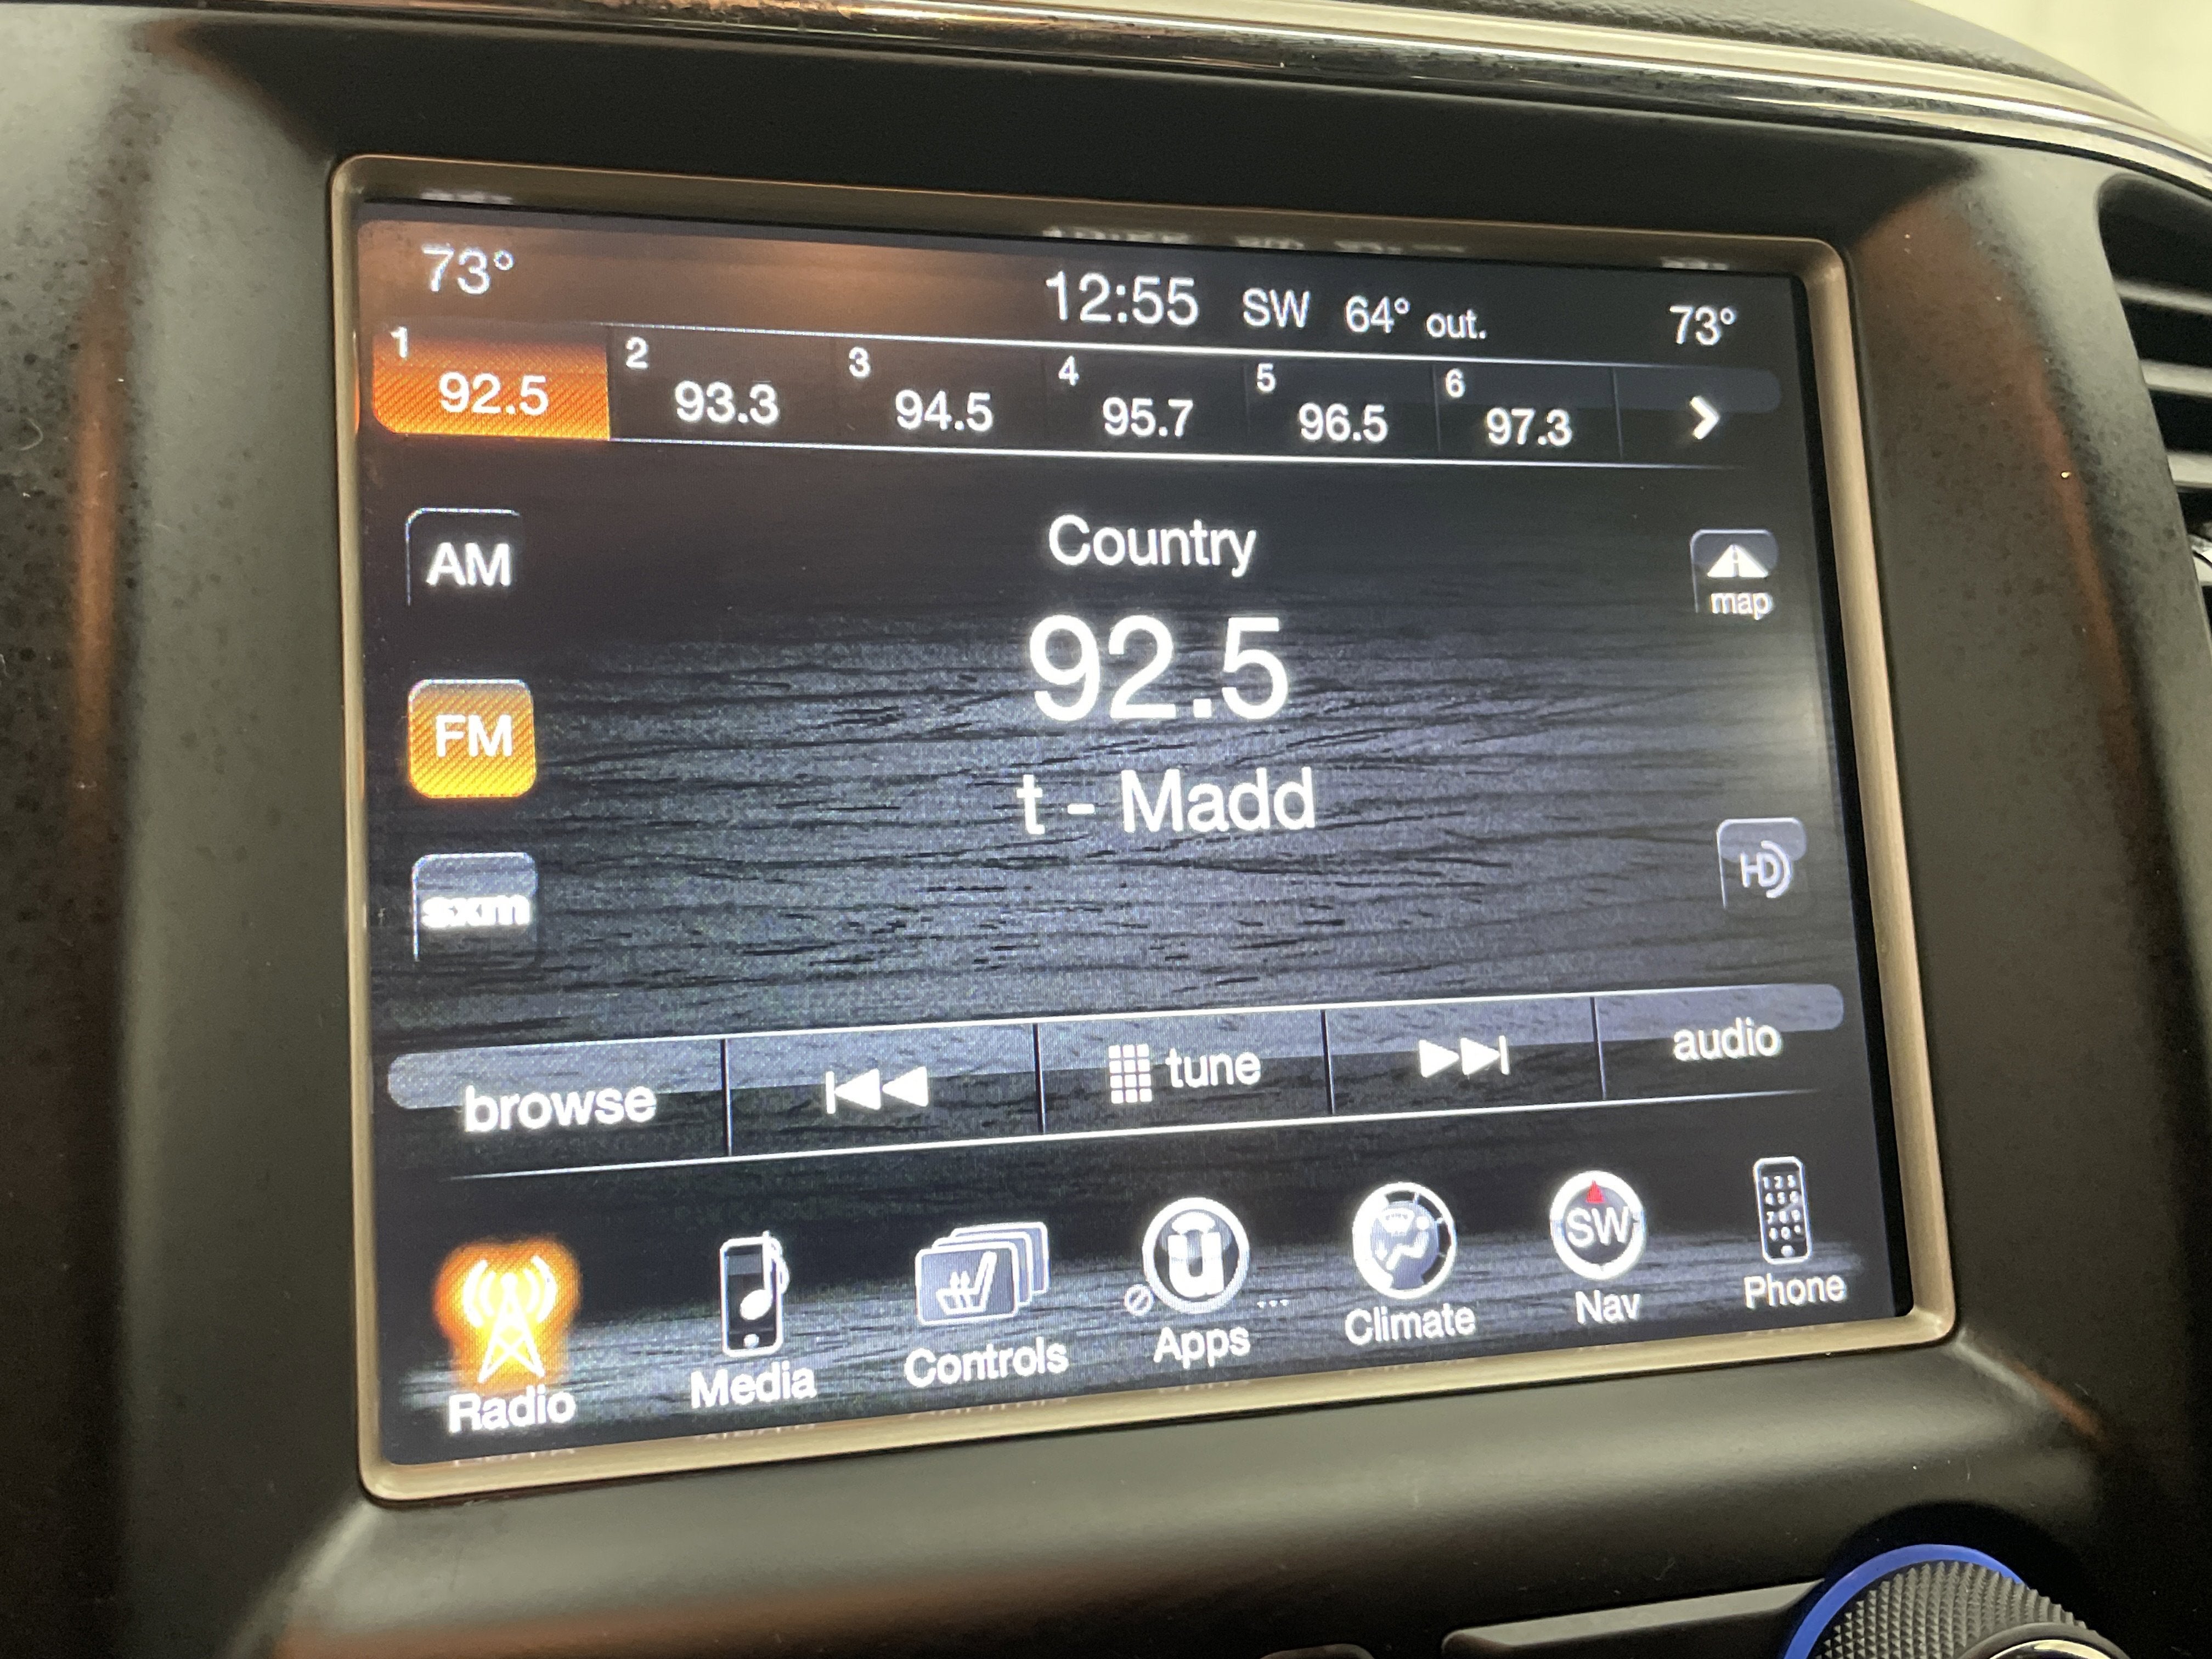 73° 12:55 SW 64° out. 73°
1 92.5 2 93.3 3 94.5 4 95.7 5 96.5 6 97.3
Country
AM
map
92.5
FM
t - Madd
HD
sxm
browse tune audio
SW
Radio Media Controls Apps ... Climate Nav Phone